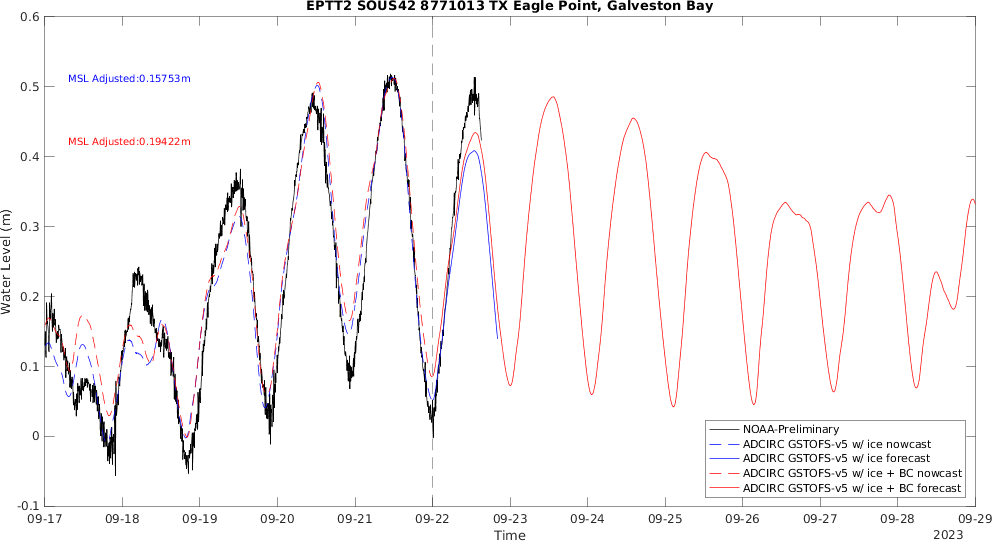 EPTT2 SOUS42 8771013 TX Eagle Point, Galveston Bay
0.6
0.5
0.4
0.3
0.2
0.1
0
-0.1
Water Level (m)
MSL Adjusted:0.15753m
MSL Adjusted:0.19422m
NOAA-Preliminary
ADCIRC GSTOFS-v5 w/ ice nowcast
ADCIRC GSTOFS-v5 w/ ice forecast
ADCIRC GSTOFS-v5 w/ ice + BC nowcast
ADCIRC GSTOFS-v5 w/ ice + BC forecast
09-17 09-18 09-19 09-20 09-21 09-22 09-23 09-24 09-25 09-26 09-27 09-28 09-29
Time
2023